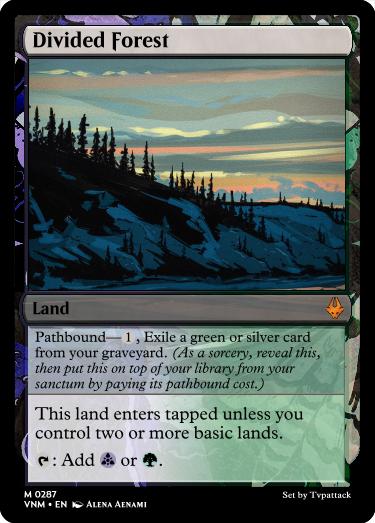 Divided Forest
Land
Pathbound—1, Exile a green or silver card
from your graveyard. (As a sorcery, reveal this,
then put this on top of your library from your
sanctum by paying its pathbound cost.)
This land enters tapped unless you
control two or more basic lands.
: Add or .
M 0287
VNM • EN Alena Aenami
Set by Tvpattack